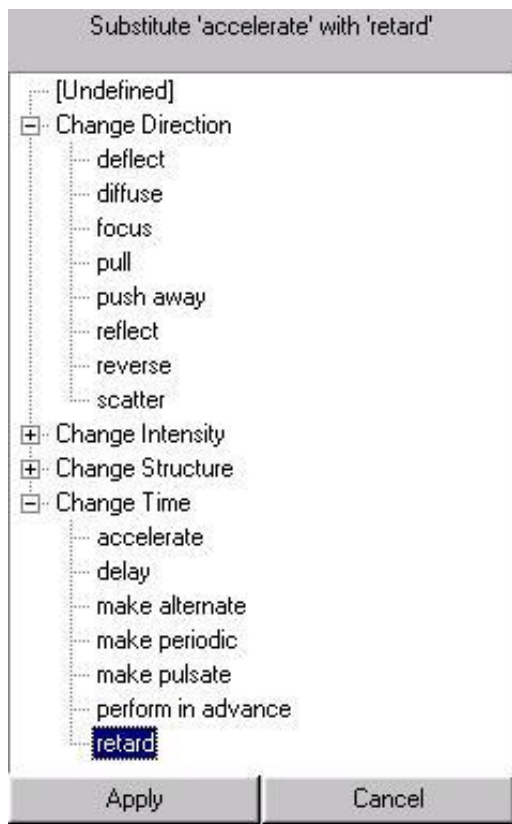 Substitute 'accelerate' with 'retard'
[Undefined]
Change Direction
deflect
diffuse
focus
pull
push away
reflect
reverse
scatter
Change Intensity
Change Structure
Change Time
accelerate
delay
make alternate
make periodic
make pulsate
perform in advance
retard
Apply Cancel